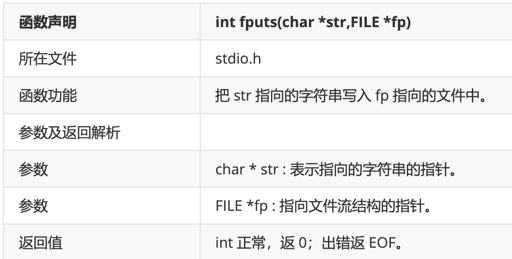 函数声明 int fputs(char *str,FILE *fp)
所在文件 stdio.h
函数功能 把 str 指向的字符串写入 fp 指向的文件中。
参数及返回解析
参数 char * str : 表示指向的字符串的指针。
参数 FILE *fp : 指向文件流结构的指针。
返回值 int 正常，返 0；出错返 EOF。